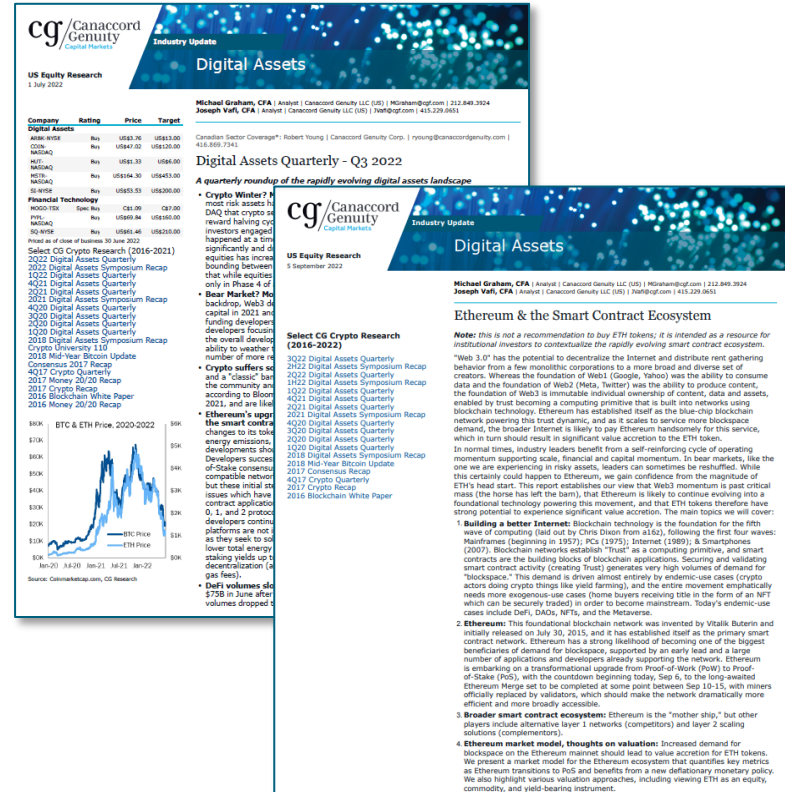 cg/Canaccord
Genuity
Capital Markets
Industry Update
Digital Assets
US Equity Research
1 July 2022
Michael Graham, CFA | Analyst | Canaccord Genuity LLC (US) | MGraham@cgf.com | 212.849.3924
Joseph Vafi, CFA | Analyst | Canaccord Genuity LLC (US) | JVafi@cgf.com | 415.229.0651
Company Rating Price Target
Digital Assets
ARBK-NYSE Buy US$3.76 US$13.00
COIN-NASDAQ Buy US$47.02 US$120.00
HUT-NASDAQ Buy US$1.33 US$6.00
MSTR-NASDAQ Buy US$164.30 US$453.00
SI-NYSE Buy US$53.53 US$200.00
Financial Technology
MOGO-TSX Spec Buy C$1.09 C$7.00
PYPL-NASDAQ Buy US$69.84 US$160.00
SQ-NYSE Buy US$61.46 US$210.00
Priced as of close of business 30 June 2022
Select CG Crypto Research (2016-2021)
2Q22 Digital Assets Quarterly
2022 Digital Assets Symposium Recap
1Q22 Digital Assets Quarterly
4Q21 Digital Assets Quarterly
2Q21 Digital Assets Quarterly
2021 Digital Assets Symposium Recap
4Q20 Digital Assets Quarterly
3Q20 Digital Assets Quarterly
2Q20 Digital Assets Quarterly
1Q20 Digital Assets Quarterly
2018 Digital Assets Symposium Recap
Crypto University 110
2018 Mid-Year Bitcoin Update
Consensus 2017 Recap
4Q17 Crypto Quarterly
2017 Money 20/20 Recap
2017 Crypto Recap
2016 Blockchain White Paper
2016 Money 20/20 Recap
BTC & ETH Price, 2020-2022
$80K
$70K
$60K
$50K
$40K
$30K
$20K
$10K
$0K
$6K
$5K
$4K
$3K
$2K
$1K
$0K
BTC Price
ETH Price
Jan-20 Jul-20 Jan-21 Jul-21 Jan-22
Source: Coinmarketcap.com, CG Research
Canadian Sector Coverage*: Robert Young | Canaccord Genuity Corp. | ryoung@canaccordgenuity.com |
416.869.7341
Digital Assets Quarterly - Q3 2022
A quarterly roundup of the rapidly evolving digital assets landscape
• Crypto Winter?
most risk assets ha
DAQ that crypto se
reward halving cyc
investors engaged
happened at a time
significantly and d
equities has increa
bounding between
that while equities
only in Phase 4 of
• Bear Market? Mo
backdrop, Web3 de
capital in 2021 and
funding developers
developers focusin
the overall develop
ability to weather t
number of more re
• Crypto suffers so
and a "classic" ban
the community and
according to Bloom
2021, and are likel
• Ethereum's upgr
the smart contra
changes to its toke
energy emissions,
developments shou
Developers success
of-Stake consensus
compatible network
but these initial ste
issues which have
contract application
0, 1, and 2 protoco
developers continu
platforms are not i
as they seek to sol
lower total energy
staking yields up t
decentralization (a
gas fees).
• DeFi volumes slo
$75B in June after
volumes dropped t
cg/Canaccord
Genuity
Capital Markets
Industry Update
Digital Assets
US Equity Research
5 September 2022
Michael Graham, CFA | Analyst | Canaccord Genuity LLC (US) | MGraham@cgf.com | 212.849.3924
Joseph Vafi, CFA | Analyst | Canaccord Genuity LLC (US) | JVafi@cgf.com | 415.229.0651
Select CG Crypto Research
(2016-2022)
3Q22 Digital Assets Quarterly
2H22 Digital Assets Symposium Recap
2Q22 Digital Assets Quarterly
1H22 Digital Assets Symposium Recap
1Q22 Digital Assets Quarterly
4Q21 Digital Assets Quarterly
2Q21 Digital Assets Quarterly
2021 Digital Assets Symposium Recap
4Q20 Digital Assets Quarterly
3Q20 Digital Assets Quarterly
2Q20 Digital Assets Quarterly
1Q20 Digital Assets Quarterly
2018 Digital Assets Symposium Recap
2018 Mid-Year Bitcoin Update
2017 Consensus Recap
4Q17 Crypto Quarterly
2017 Crypto Recap
2016 Blockchain White Paper
Ethereum & the Smart Contract Ecosystem
Note: this is not a recommendation to buy ETH tokens; it is intended as a resource for
institutional investors to contextualize the rapidly evolving smart contract ecosystem.
"Web 3.0" has the potential to decentralize the Internet and distribute rent gathering
behavior from a few monolithic corporations to a more broad and diverse set of
creators. Whereas the foundation of Web1 (Google, Yahoo) was the ability to consume
data and the foundation of Web2 (Meta, Twitter) was the ability to produce content,
the foundation of Web3 is immutable individual ownership of content, data and assets,
enabled by trust becoming a computing primitive that is built into networks using
blockchain technology. Ethereum has established itself as the blue-chip blockchain
network powering this trust dynamic, and as it scales to service more blockspace
demand, the broader Internet is likely to pay Ethereum handsomely for this service,
which in turn should result in significant value accretion to the ETH token.
In normal times, industry leaders benefit from a self-reinforcing cycle of operating
momentum supporting scale, financial and capital momentum. In bear markets, like the
one we are experiencing in risky assets, leaders can sometimes be reshuffled. While
this certainly could happen to Ethereum, we gain confidence from the magnitude of
ETH's head start. This report establishes our view that Web3 momentum is past critical
mass (the horse has left the barn), that Ethereum is likely to continue evolving into a
foundational technology powering this movement, and that ETH tokens therefore have
strong potential to experience significant value accretion. The main topics we will cover:
1. Building a better Internet: Blockchain technology is the foundation for the fifth
wave of computing (laid out by Chris Dixon from a16z), following the first four waves:
Mainframes (beginning in 1957); PCs (1975); Internet (1989); & Smartphones
(2007). Blockchain networks establish "Trust" as a computing primitive, and smart
contracts are the building blocks of blockchain applications. Securing and validating
smart contract activity (creating Trust) generates very high volumes of demand for
"blockspace." This demand is driven almost entirely by endemic-use cases (crypto
actors doing crypto things like yield farming), and the entire movement emphatically
needs more exogenous-use cases (home buyers receiving title in the form of an NFT
which can be securely traded) in order to become mainstream. Today's endemic-use
cases include DeFi, DAOs, NFTs, and the Metaverse.
2. Ethereum: This foundational blockchain network was invented by Vitalik Buterin and
initially released on July 30, 2015, and it has established itself as the primary smart
contract network. Ethereum has a strong likelihood of becoming one of the biggest
beneficiaries of demand for blockspace, supported by an early lead and a large
number of applications and developers already supporting the network. Ethereum
is embarking on a transformational upgrade from Proof-of-Work (PoW) to Proof-
of-Stake (PoS), with the countdown beginning today, Sep 6, to the long-awaited
Ethereum Merge set to be completed at some point between Sep 10-15, with miners
officially replaced by validators, which should make the network dramatically more
efficient and more broadly accessible.
3. Broader smart contract ecosystem: Ethereum is the "mother ship," but other
players include alternative layer 1 networks (competitors) and layer 2 scaling
solutions (complementors).
4. Ethereum market model, thoughts on valuation: Increased demand for
blockspace on the Ethereum mainnet should lead to value accretion for ETH tokens.
We present a market model for the Ethereum ecosystem that quantifies key metrics
as Ethereum transitions to PoS and benefits from a new deflationary monetary policy.
We also highlight various valuation approaches, including viewing ETH as an equity,
commodity, and yield-bearing instrument.